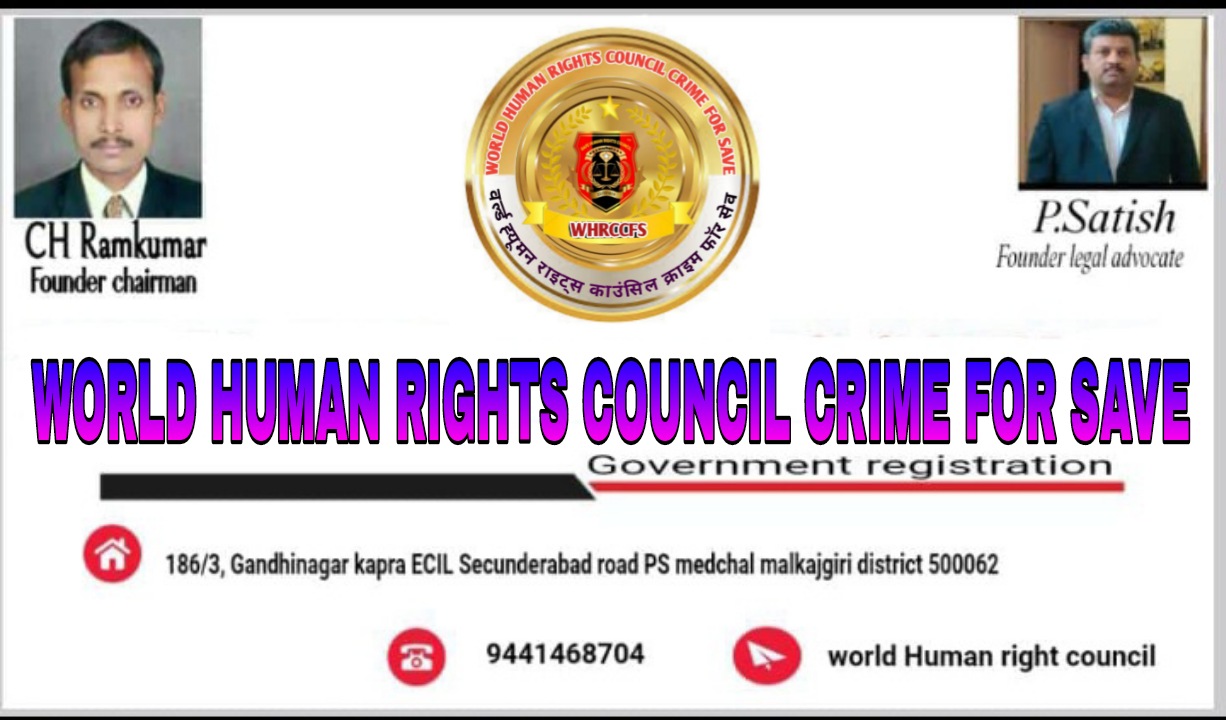 WORLD HUMAN RIGHTS COUNCIL CRIME FOR SAVE
WHRCCFS
वर्ल्ड ह्यूमन राइट्स काउंसिल क्राइम फॉर सेव
CH Ramkumar
Founder chairman
P.Satish
Founder legal advocate
WORLD HUMAN RIGHTS COUNCIL CRIME FOR SAVE
Government registration
186/3, Gandhinagar kapra ECIL Secunderabad road PS medchal malkajgiri district 500062
9441468704
world Human right council